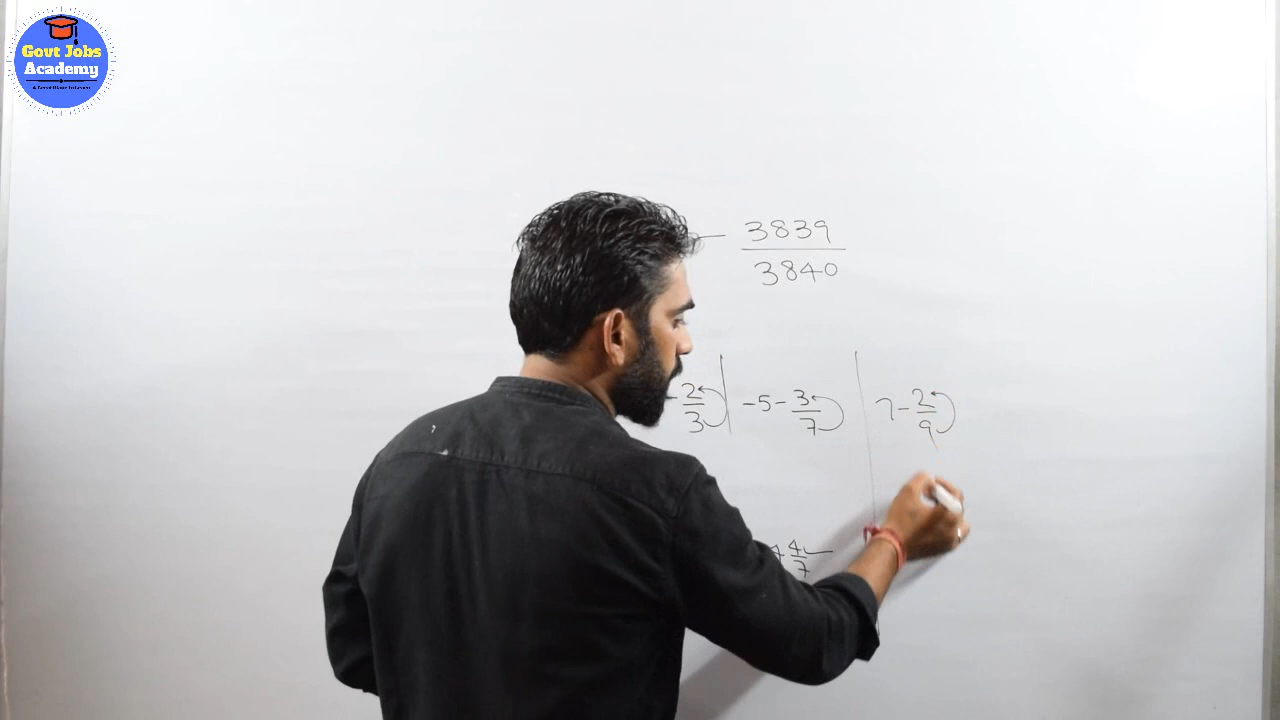 Govt Jobs
Academy
— 3839
3840
- 2/3
-5 - 3/7
7 - 2/9
4/7